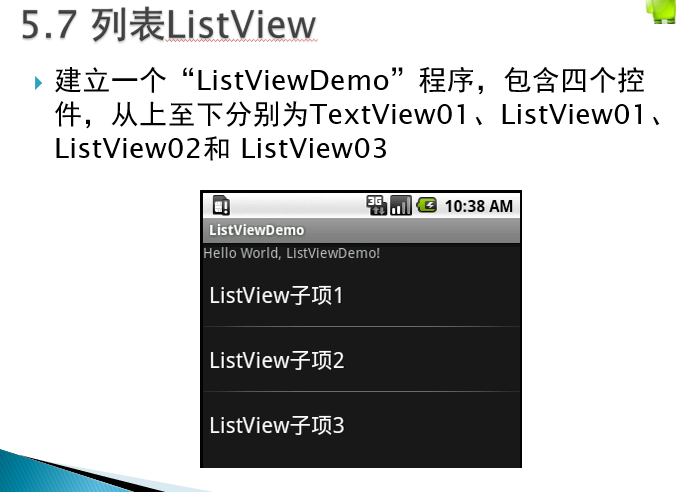 5.7 列表ListView
建立一个“ListViewDemo”程序，包含四个控
件，从上至下分别为TextView01、ListView01、
ListView02和 ListView03
3G 10:38 AM
ListViewDemo
Hello World, ListViewDemo!
ListView子项1
ListView子项2
ListView子项3